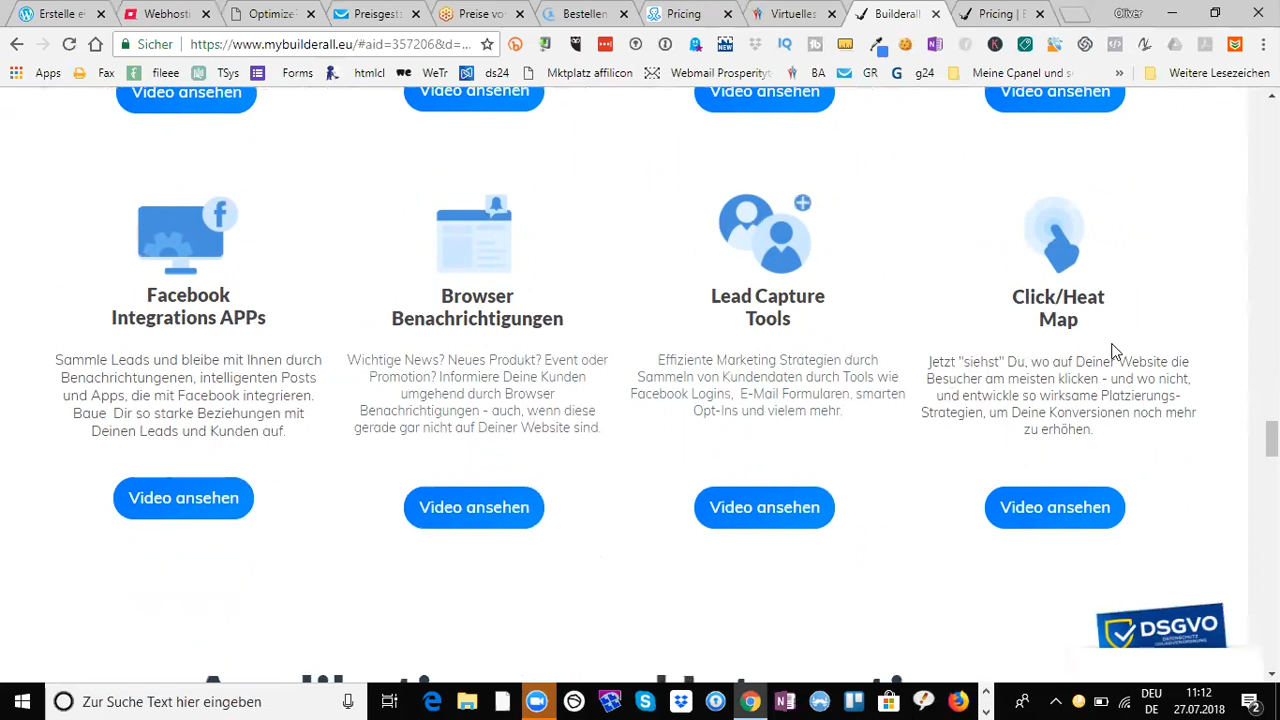 Erstelle e
Webhosti
Optimize
Preisgest
Preise vo
Bestellen
Pricing
Virtuelles
Builderall
Pricing | E
Oliver
Sicher
https://www.mybuilderall.eu/#aid=357206&d=...
Apps
Fax
fileee
TSys
Forms
htmlcl
WeTr
ds24
Mktplatz affilicon
Webmail Prosperity
BA
GR
g24
Meine Cpanel und s
»
Weitere Lesezeichen
Video ansehen
Video ansehen
Video ansehen
Video ansehen
Facebook
Integrations APPs
Sammle Leads und bleibe mit Ihnen durch
Benachrichtungenen, intelligenten Posts
und Apps, die mit Facebook integrieren.
Baue Dir so starke Beziehungen mit
Deinen Leads und Kunden auf.
Video ansehen
Browser
Benachrichtigungen
Wichtige News? Neues Produkt? Event oder
Promotion? Informiere Deine Kunden
umgehend durch Browser
Benachrichtigungen - auch, wenn diese
gerade gar nicht auf Deiner Website sind.
Video ansehen
Lead Capture
Tools
Effiziente Marketing Strategien durch
Sammeln von Kundendaten durch Tools wie
Facebook Logins, E-Mail Formularen, smarten
Opt-Ins und vielem mehr.
Video ansehen
Click/Heat
Map
Jetzt "siehst" Du, wo auf Deiner Website die
Besucher am meisten klicken - und wo nicht,
und entwickle so wirksame Platzierungs-
Strategien, um Deine Konversionen noch mehr
zu erhöhen.
Video ansehen
DSGVO
Zur Suche Text hier eingeben
DEU
DE
11:12
27.07.2018
2